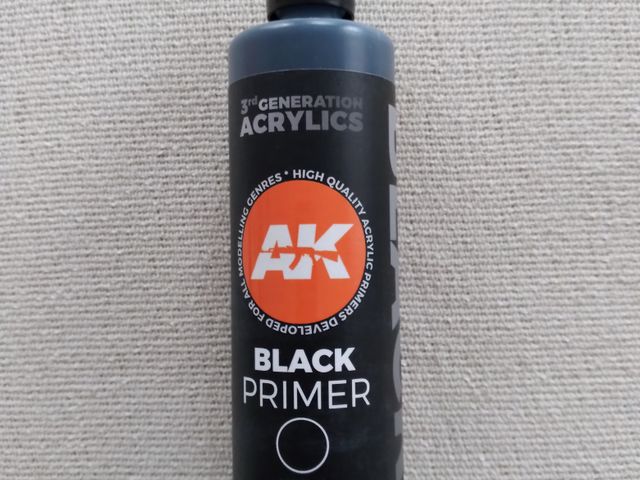 3rd GENERATION
ACRYLICS
HIGH QUALITY ACRYLIC PRIMERS DEVELOPED FOR ALL MODELLING GENRES *
AK
BLACK
PRIMER